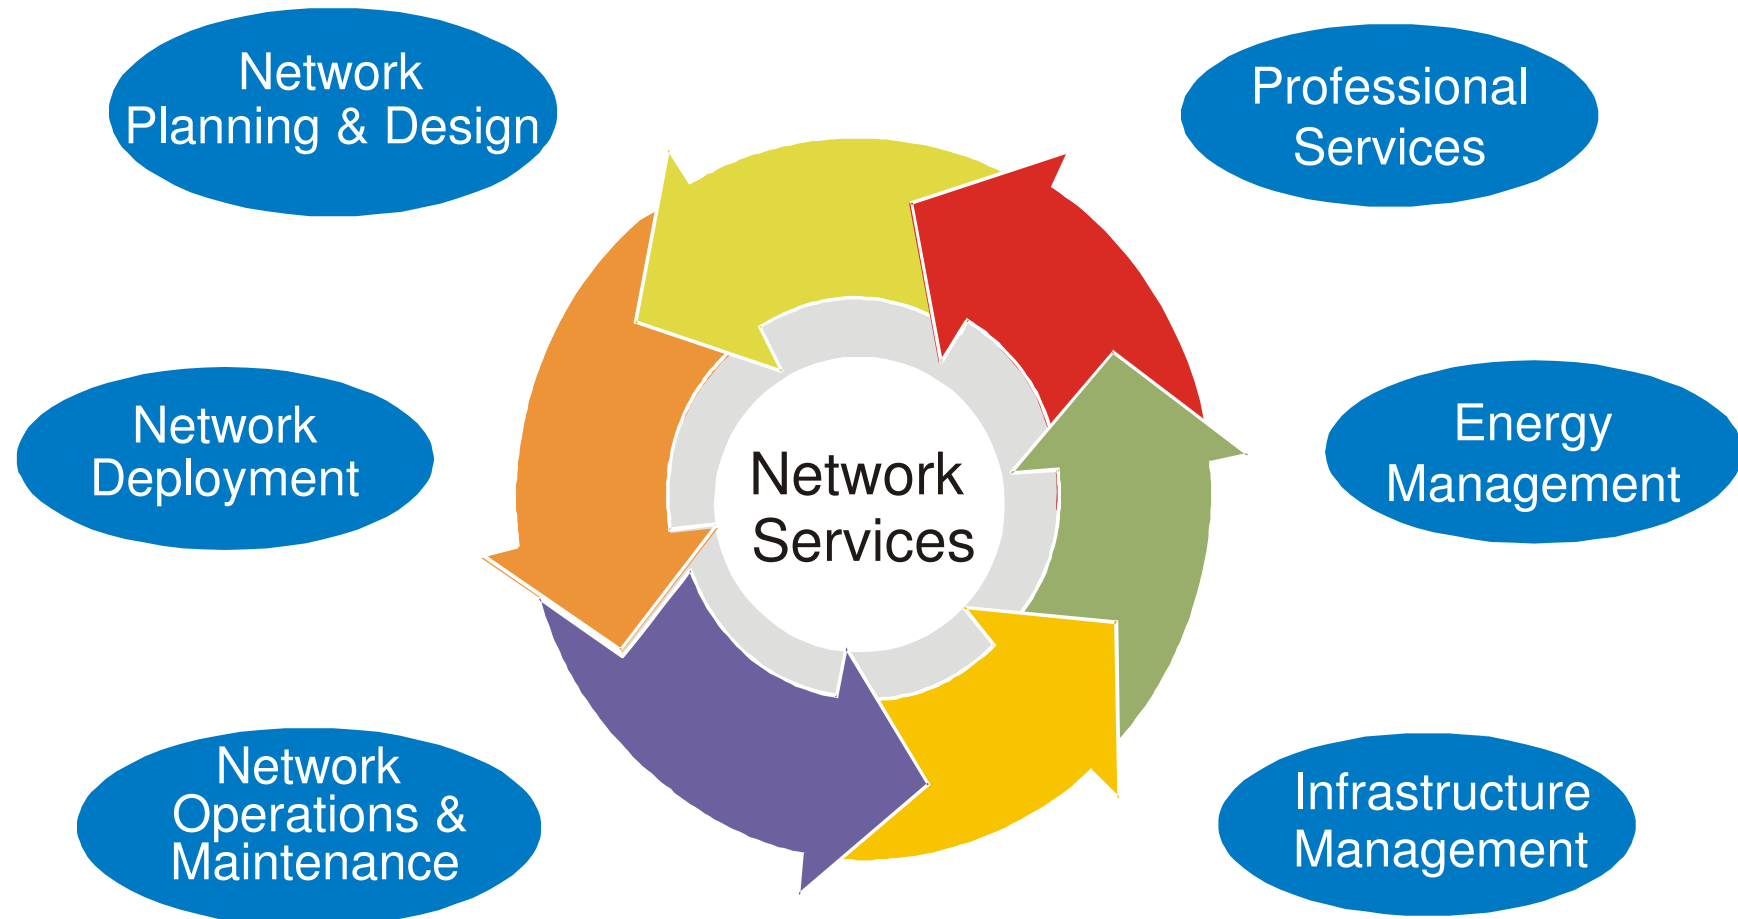 Network
Planning & Design
Professional
Services
Network
Deployment
Network
Services
Energy
Management
Network
Operations &
Maintenance
Infrastructure
Management